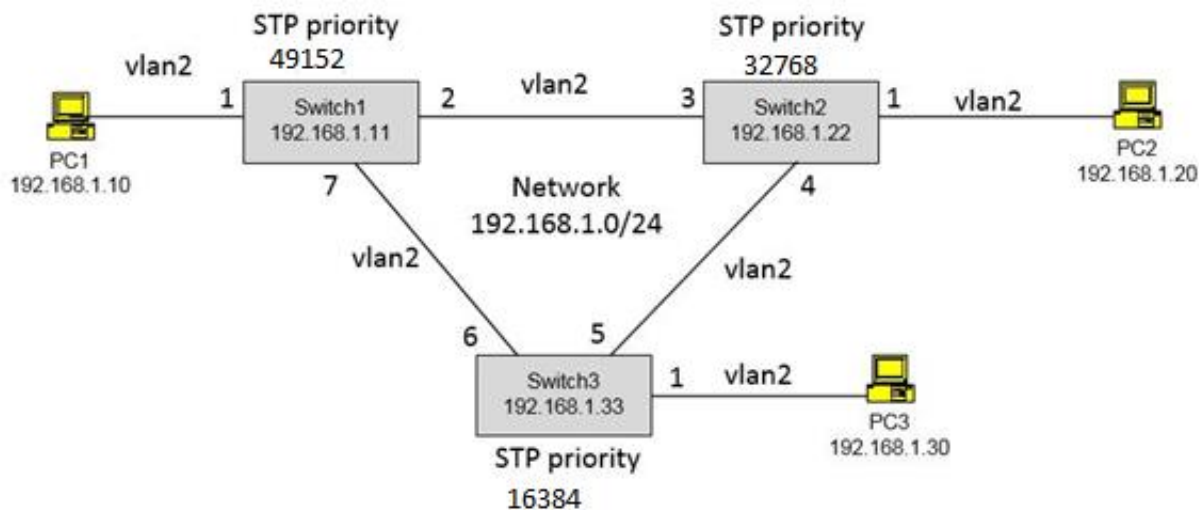 STP priority
49152
STP priority
32768
vlan2
vlan2
vlan2
1
Switch1
192.168.1.11
2
3
Switch2
192.168.1.22
1
PC1
192.168.1.10
PC2
192.168.1.20
7
Network
192.168.1.0/24
4
vlan2
vlan2
6
5
Switch3
192.168.1.33
1
vlan2
PC3
192.168.1.30
STP priority
16384